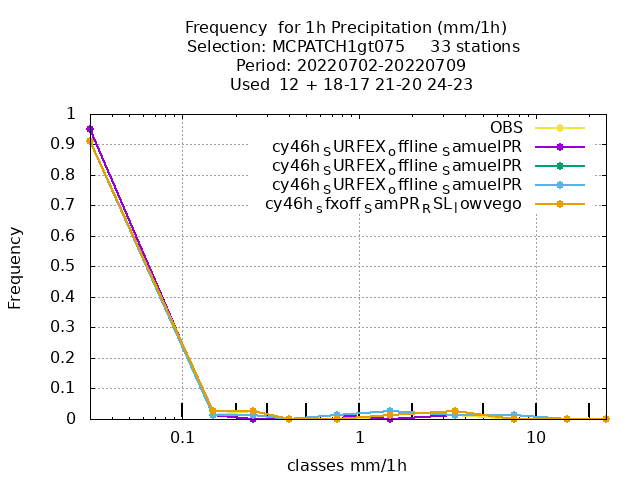 Frequency  for 1h Precipitation (mm/1h)
Selection: MCPATCH1gt075     33 stations
Period: 20220702-20220709
Used  12 + 18-17 21-20 24-23
OBS
cy46h_SURFEX_offline_SamuelPR
cy46h_SURFEX_offline_SamuelPR
cy46h_SURFEX_offline_SamuelPR
cy46h_sfxoff_SamPR_RSL_lowvego
1
0.9
0.8
0.7
0.6
0.5
0.4
0.3
0.2
0.1
0
Frequency
0.1 1 10
classes mm/1h